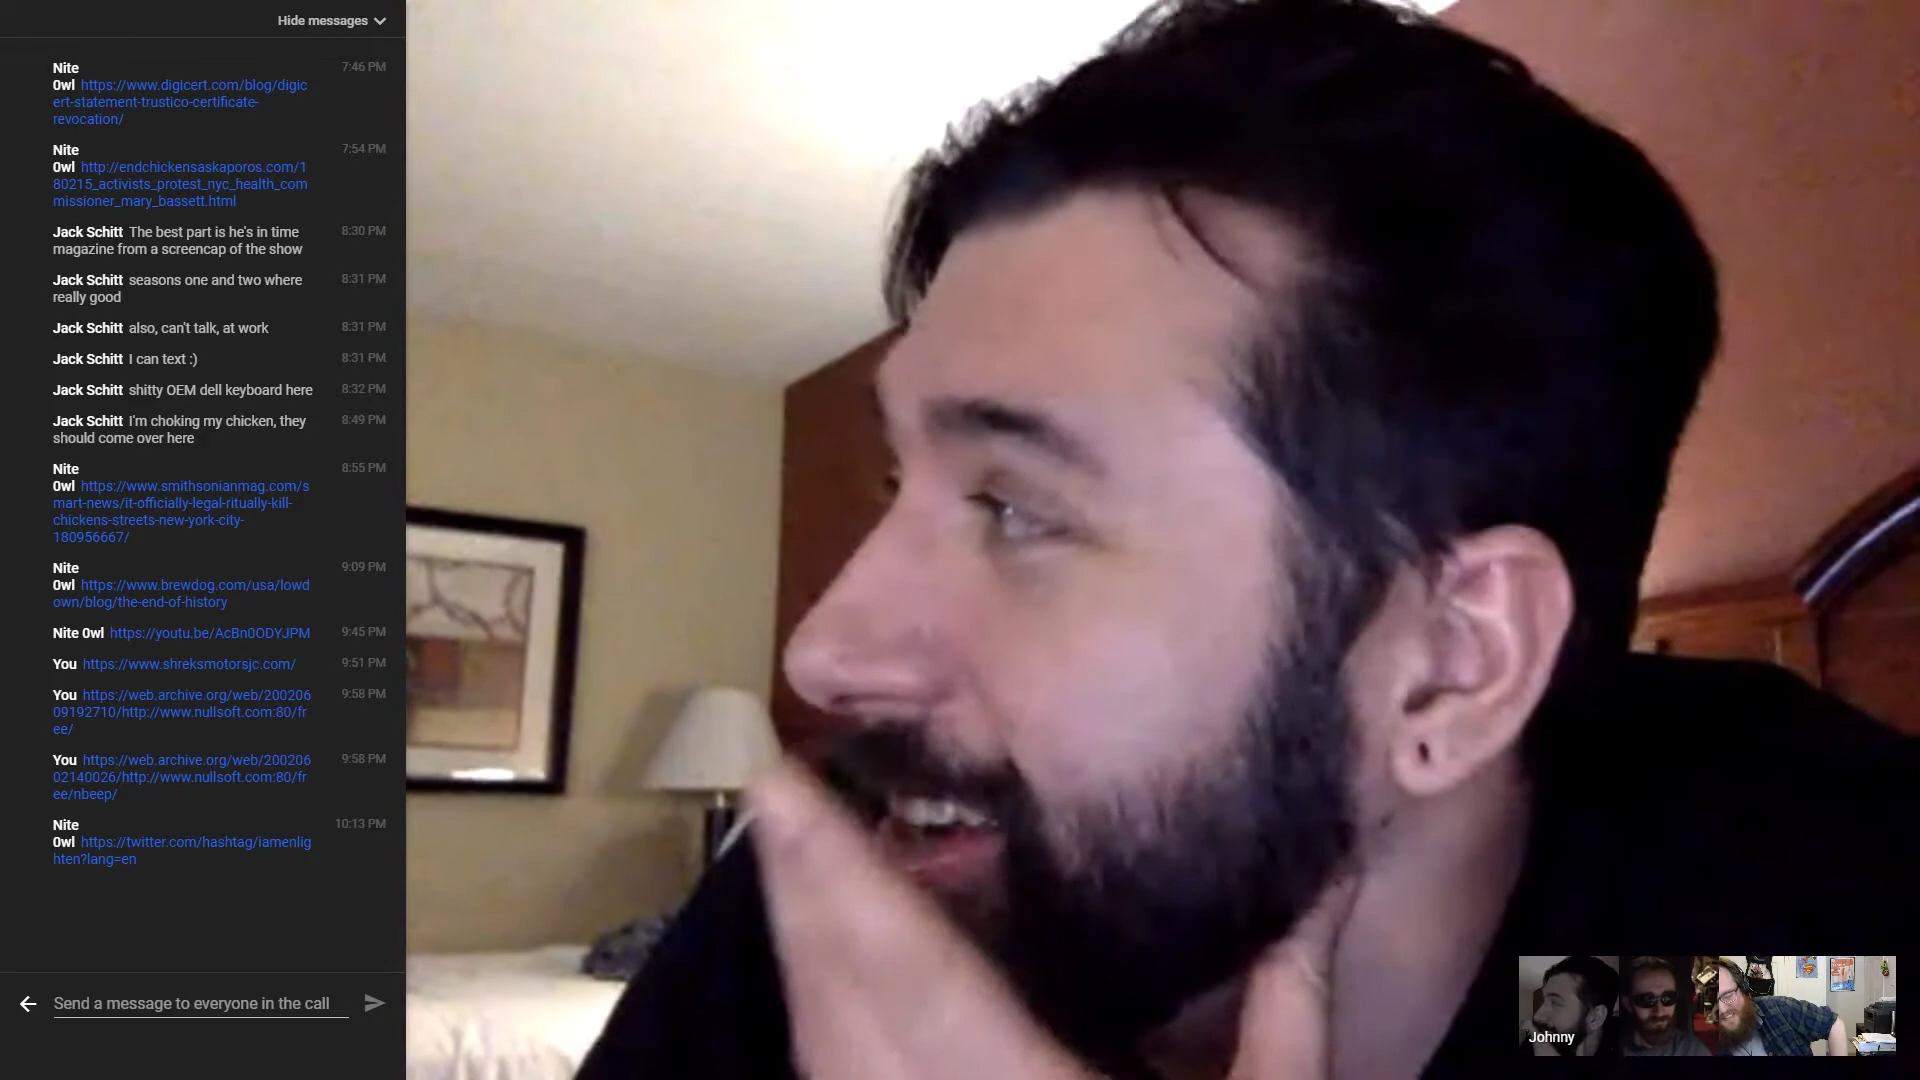 Hide messages
Nite 7:46 PM
0wl https://www.digicert.com/blog/digic
ert-statement-trustico-certificate-
revocation/
Nite 7:54 PM
0wl http://endchickensaskaporos.com/1
80215_activists_protest_nyc_health_com
missioner_mary_bassett.html
Jack Schitt The best part is he's in time 8:30 PM
magazine from a screencap of the show
Jack Schitt seasons one and two where 8:31 PM
really good
Jack Schitt also, can't talk, at work 8:31 PM
Jack Schitt I can text :) 8:31 PM
Jack Schitt shitty OEM dell keyboard here 8:32 PM
Jack Schitt I'm choking my chicken, they 8:49 PM
should come over here
Nite 8:55 PM
0wl https://www.smithsonianmag.com/s
mart-news/it-officially-legal-ritually-kill-
chickens-streets-new-york-city-
180956667/
Nite 9:09 PM
0wl https://www.brewdog.com/usa/lowd
own/blog/the-end-of-history
Nite 0wl https://youtu.be/AcBn0ODYJPM 9:45 PM
You https://www.shreksmotorsjc.com/ 9:51 PM
You https://web.archive.org/web/200206 9:58 PM
09192710/http://www.nullsoft.com:80/fr
ee/
You https://web.archive.org/web/200206 9:58 PM
02140026/http://www.nullsoft.com:80/fr
ee/nbeep/
Nite 10:13 PM
0wl https://twitter.com/hashtag/iamenlig
hten?lang=en
Send a message to everyone in the call
Johnny